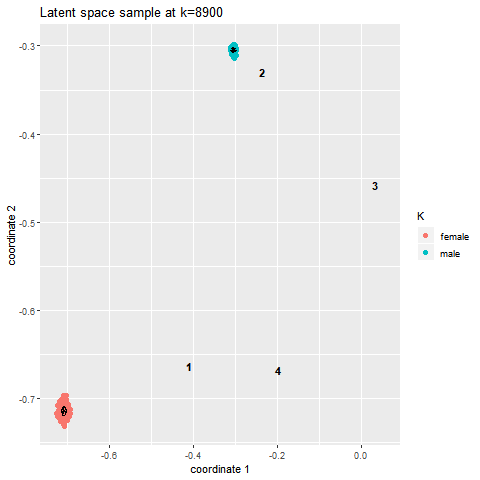 Latent space sample at k=8900
-0.3
2
-0.4
3
K
coordinate 2
-0.5
female
male
-0.6
1
4
-0.7
-0.6
-0.4
-0.2
0.0
coordinate 1